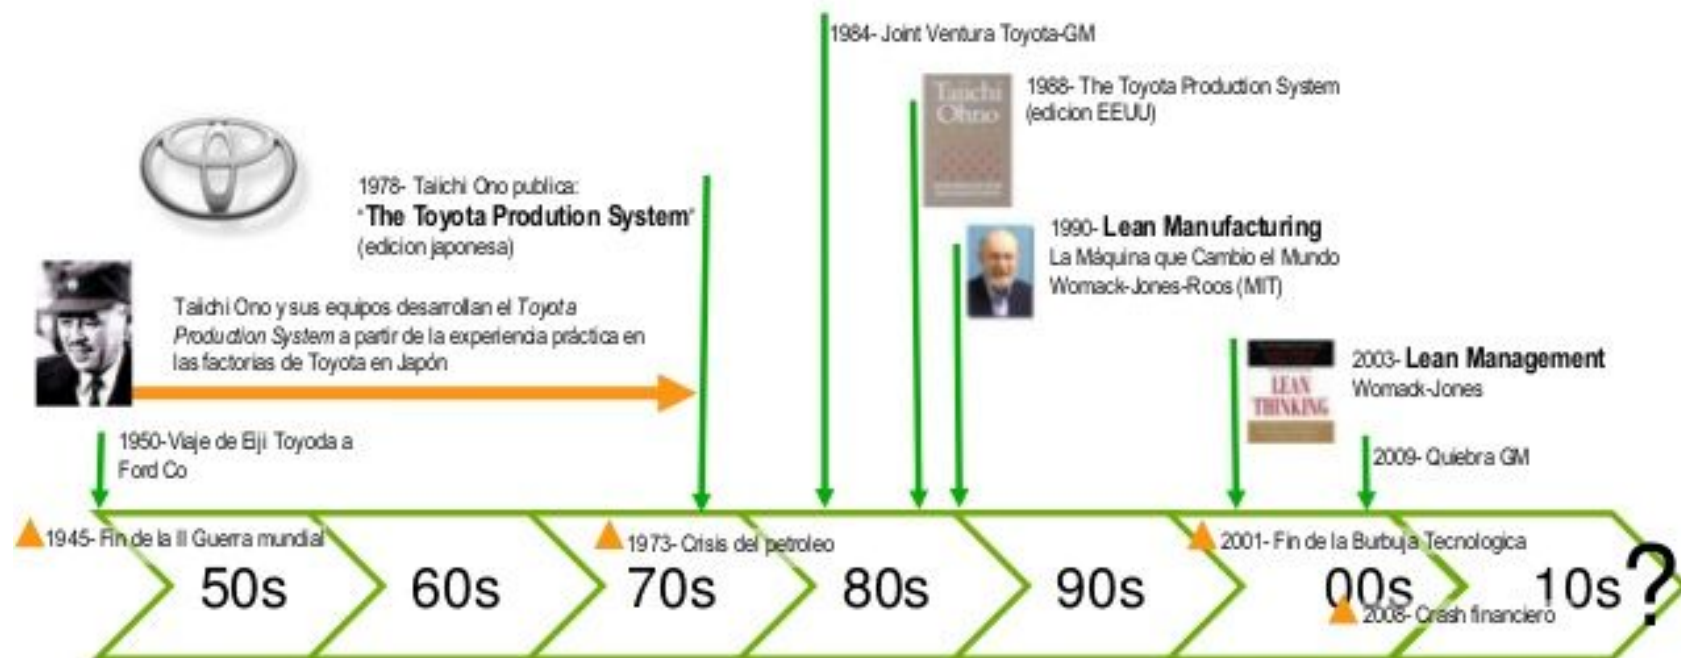 1984- Joint Ventura Toyota-GM
Taiichi
Ohno
1988- The Toyota Production System
(edicion EEUU)
1978- Taiichi Ono publica:
"The Toyota Prodution System"
(edicion japonesa)
1990- Lean Manufacturing
La Máquina que Cambio el Mundo
Womack-Jones-Roos (MIT)
Taiichi Ono y sus equipos desarrollan el Toyota
Production System a partir de la experiencia práctica en
las factorias de Toyota en Japón
LEAN
THINKING
2003- Lean Management
Womack-Jones
1950-Viaje de Eiji Toyoda a
Ford Co
2009- Quiebra GM
1945- Fin de la II Guerra mundial
1973- Crisis del petroleo
2001- Fin de la Burbuja Tecnologica
50s
60s
70s
80s
90s
00s
10s?
2008- Crash financiero